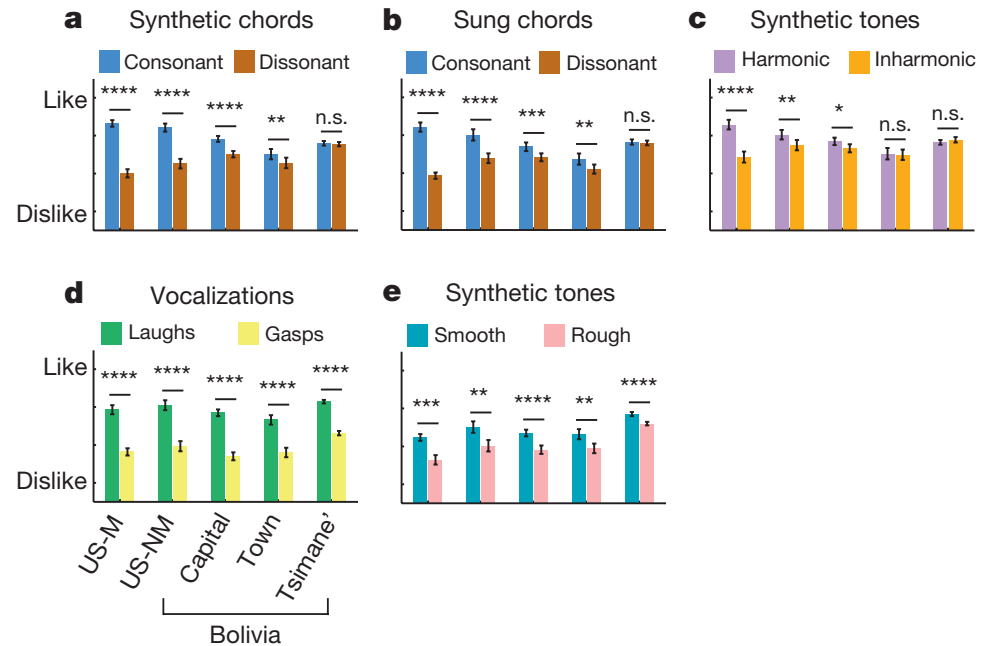 a Synthetic chords
Consonant Dissonant
Like
Dislike
**** **** **** ** n.s.
b Sung chords
Consonant Dissonant
**** **** *** ** n.s.
c Synthetic tones
Harmonic Inharmonic
**** ** * n.s. n.s.
d Vocalizations
Laughs Gasps
Like
Dislike
**** **** **** **** ****
US-M
US-NM
Capital
Town
Tsimane’
Bolivia
e Synthetic tones
Smooth Rough
*** ** **** ** ****